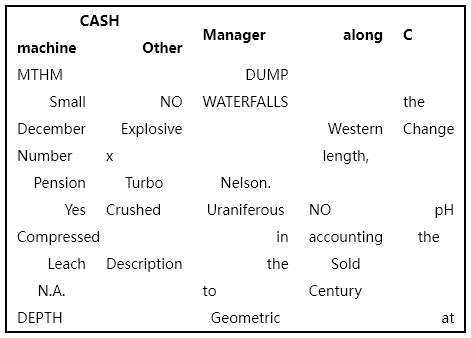 CASH machine Other Manager along C
MTHM DUMP
Small NO WATERFALLS the
December Explosive Western Change
Number x length,
Pension Turbo Nelson.
Yes Crushed Uraniferous NO pH
Compressed in accounting the
Leach Description the Sold
N.A. to Century
DEPTH Geometric at